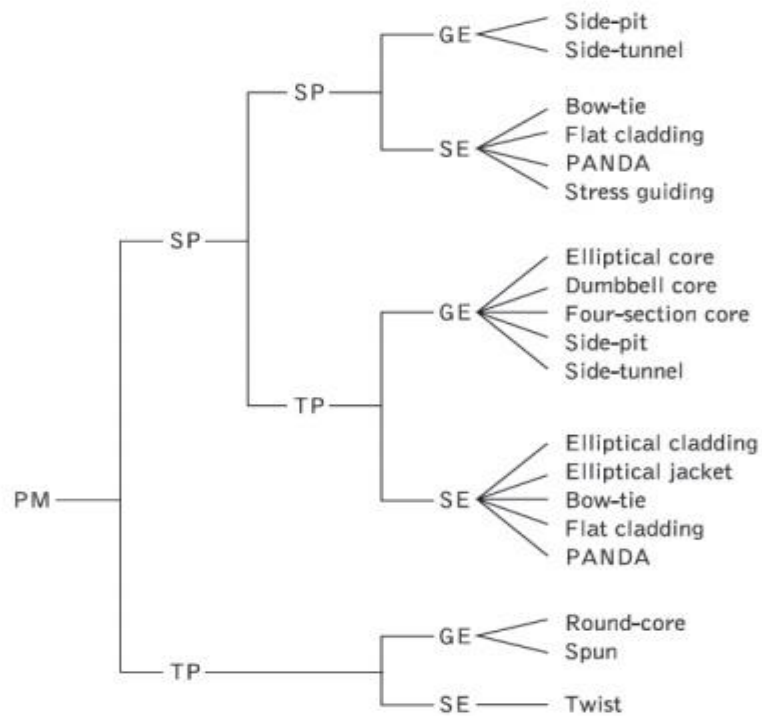 GE
Side-pit
Side-tunnel
SP
SE
Bow-tie
Flat cladding
PANDA
Stress guiding
SP
GE
Elliptical core
Dumbbell core
Four-section core
Side-pit
Side-tunnel
TP
SE
Elliptical cladding
Elliptical jacket
Bow-tie
Flat cladding
PANDA
PM
TP
GE
Round-core
Spun
SE
Twist